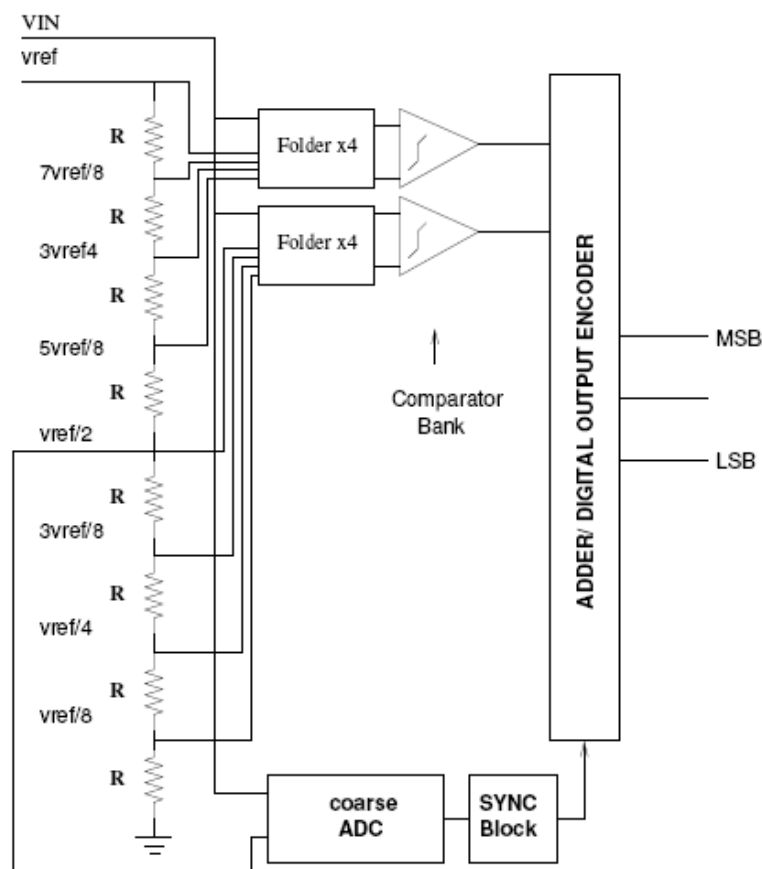 VIN
vref
R
7vref/8
R
3vref4
R
5vref/8
R
vref/2
R
3vref/8
R
vref/4
R
vref/8
R
Folder x4
Folder x4
Comparator
Bank
ADDER/ DIGITAL OUTPUT ENCODER
MSB
LSB
coarse
ADC
SYNC
Block